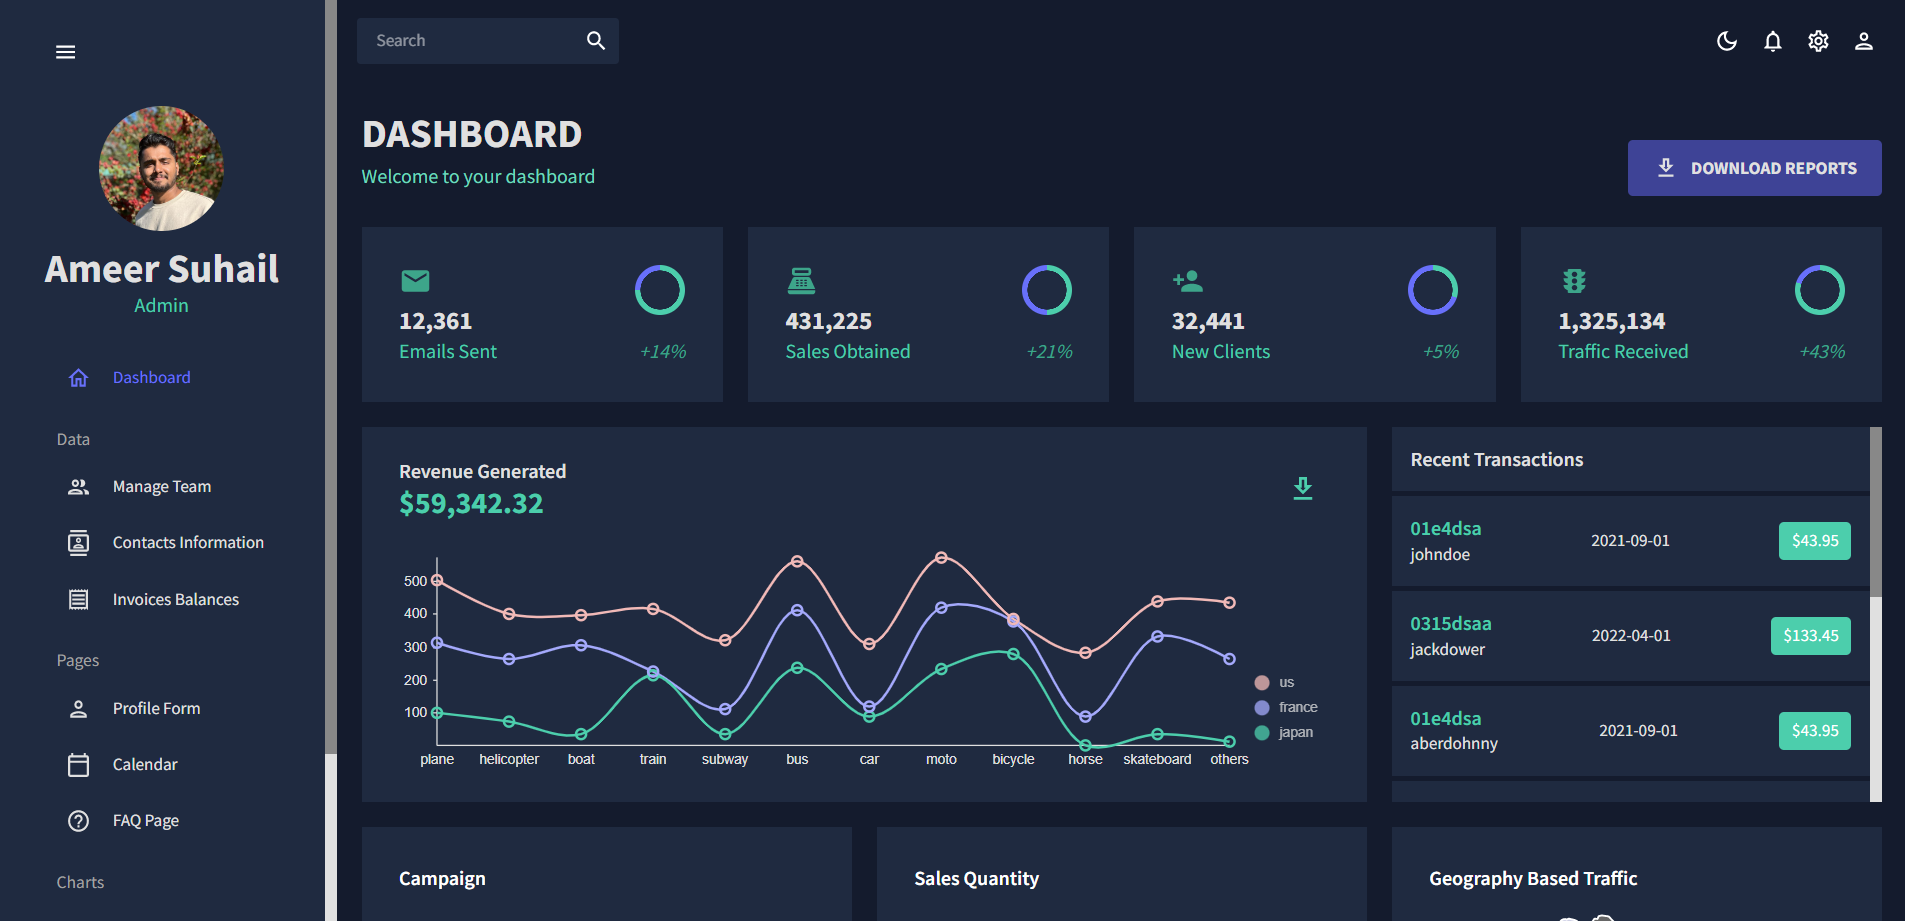 Search
Ameer Suhail
Admin
Dashboard
Data
Manage Team
Contacts Information
Invoices Balances
Pages
Profile Form
Calendar
FAQ Page
Charts
DASHBOARD
Welcome to your dashboard
DOWNLOAD REPORTS
12,361
Emails Sent
+14%
431,225
Sales Obtained
+21%
32,441
New Clients
+5%
1,325,134
Traffic Received
+43%
Revenue Generated
$59,342.32
500
400
300
200
100
plane helicopter boat train subway bus car moto bicycle horse skateboard others
us
france
japan
Recent Transactions
01e4dsa
johndoe
2021-09-01
$43.95
0315dsaa
jackdower
2022-04-01
$133.45
01e4dsa
aberdohnny
2021-09-01
$43.95
Campaign
Sales Quantity
Geography Based Traffic